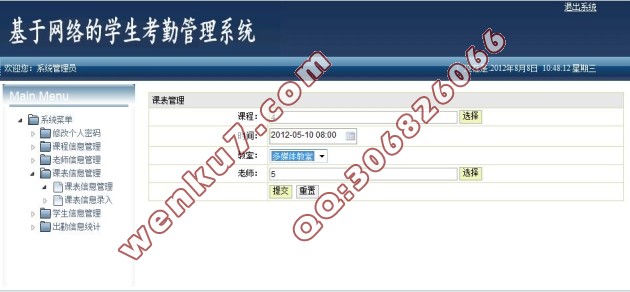 退出系统
基于网络的学生考勤管理系统
欢迎您：系统管理员
2012年8月8日 10:48:12 星期三
Main Menu
系统菜单
修改个人密码
课程信息管理
老师信息管理
课表信息管理
课表信息管理
课表信息录入
学生信息管理
出勤信息统计
课表管理
课程： 4 选择
时间： 2012-05-10 08:00
教室： 多媒体教室
老师： 5 选择
提交 重置
wenku7.com
QQ:306826066